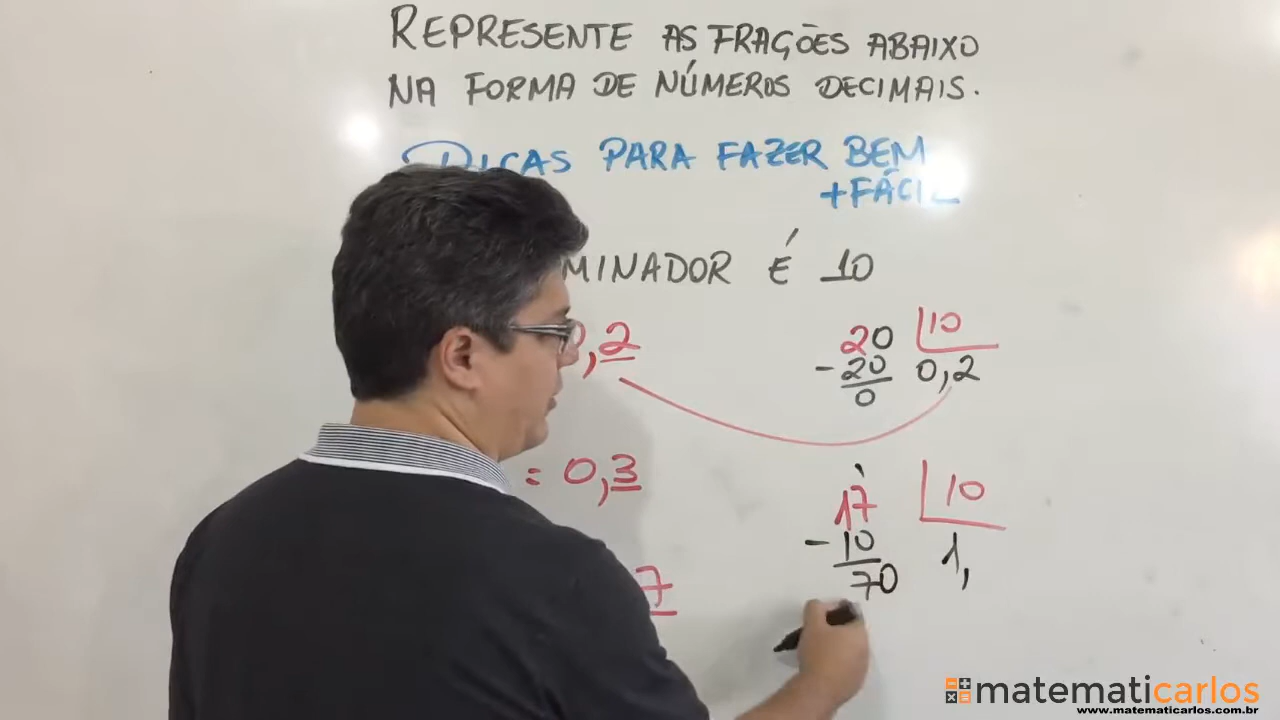 REPRESENTE AS FRAÇÕES ABAIXO
NA FORMA DE NÚMEROS DECIMAIS.
DICAS PARA FAZER BEM
+FÁCIL
MINADOR É 10
,2
20 10
-20 0,2
0
= 0,3
17 10
-10 1,
70
7
matematicarlos
www.matematicarlos.com.br